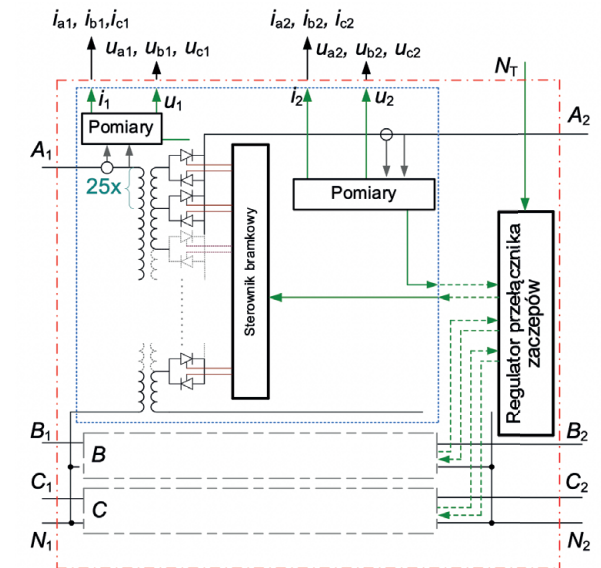 ia1, ib1,ic1
ia2, ib2, ic2
ua1, ub1, uc1
ua2, ub2, uc2
NT
i1
u1
i2
u2
A2
Pomiary
A1
25x
Pomiary
Sterownik bramkowy
Regulator przełącznika
zaczepów
B1
B
B2
C1
C
C2
N1
N2